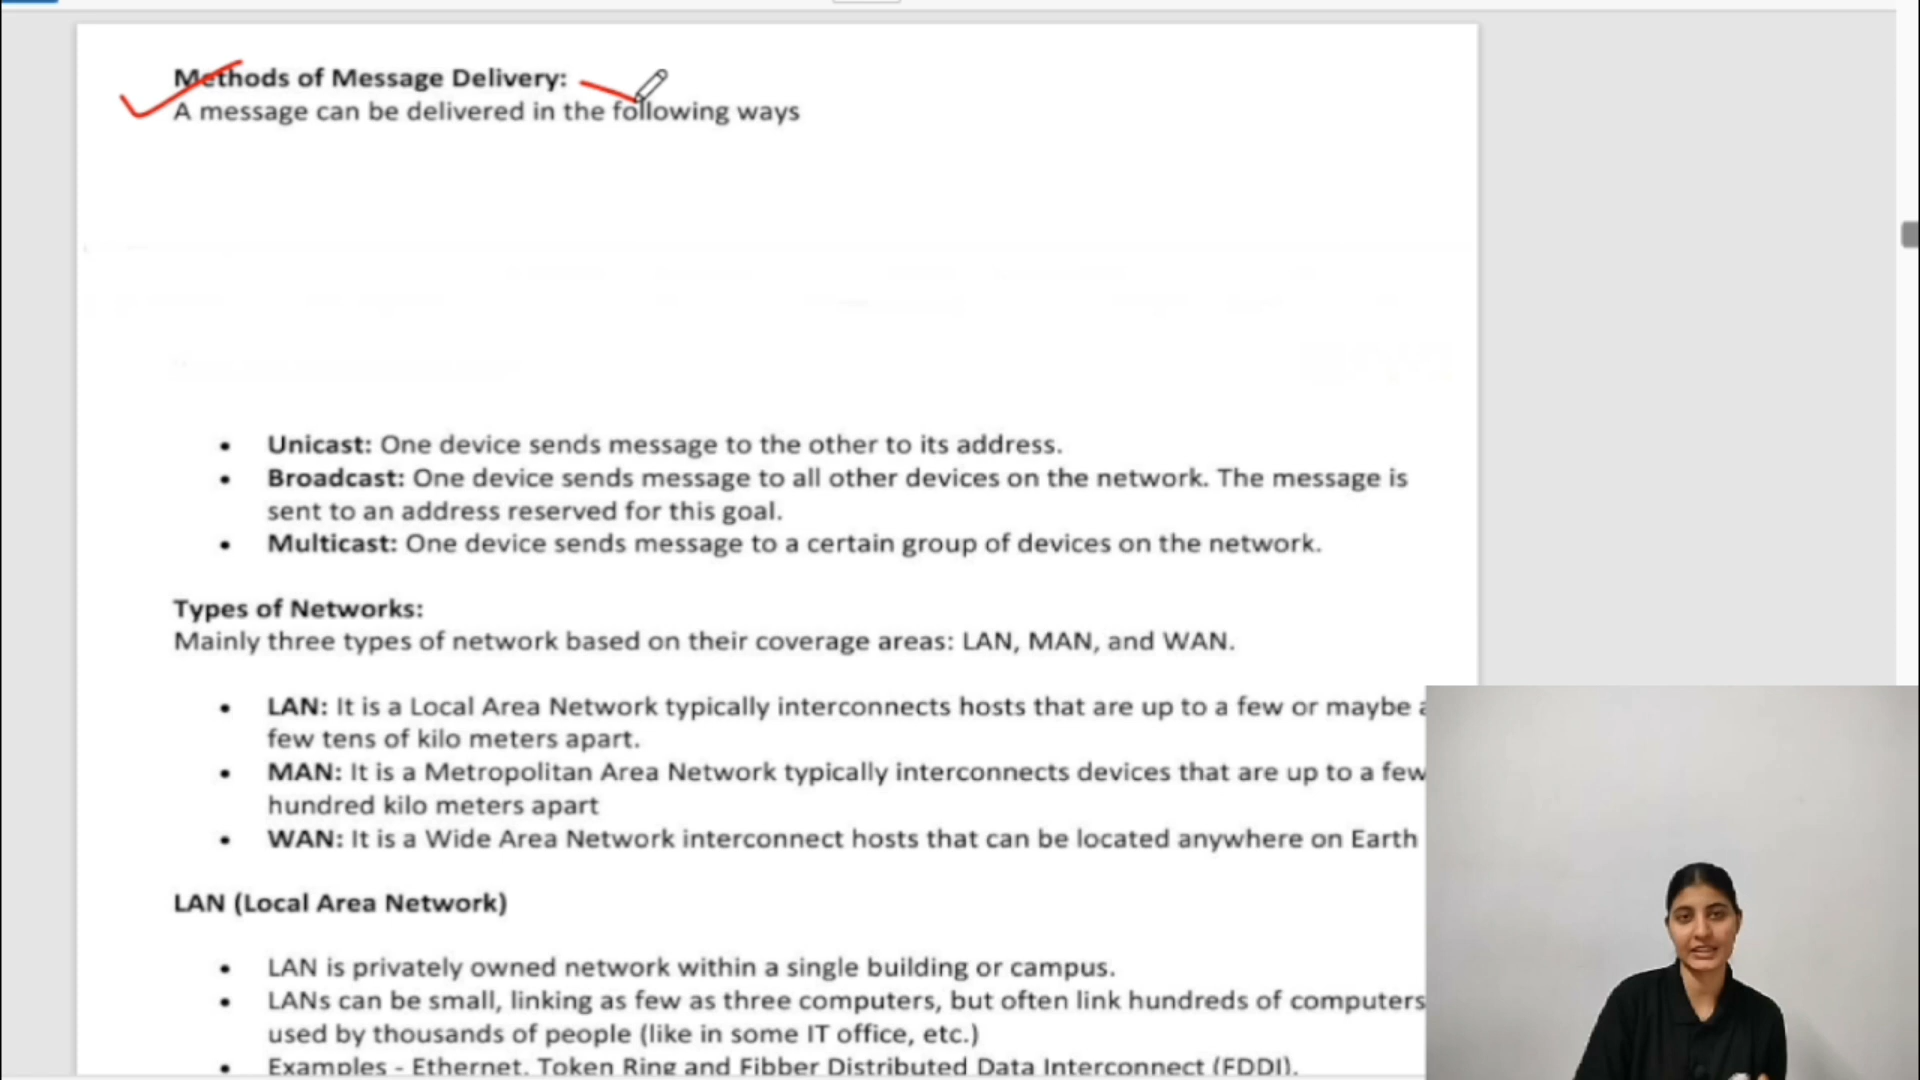 Methods of Message Delivery:
A message can be delivered in the following ways
• Unicast: One device sends message to the other to its address.
• Broadcast: One device sends message to all other devices on the network. The message is
sent to an address reserved for this goal.
• Multicast: One device sends message to a certain group of devices on the network.
Types of Networks:
Mainly three types of network based on their coverage areas: LAN, MAN, and WAN.
• LAN: It is a Local Area Network typically interconnects hosts that are up to a few or maybe a
few tens of kilo meters apart.
• MAN: It is a Metropolitan Area Network typically interconnects devices that are up to a few
hundred kilo meters apart
• WAN: It is a Wide Area Network interconnect hosts that can be located anywhere on Earth
LAN (Local Area Network)
• LAN is privately owned network within a single building or campus.
• LANs can be small, linking as few as three computers, but often link hundreds of computers
used by thousands of people (like in some IT office, etc.)
• Examples - Ethernet, Token Ring and Fibber Distributed Data Interconnect (FDDI).